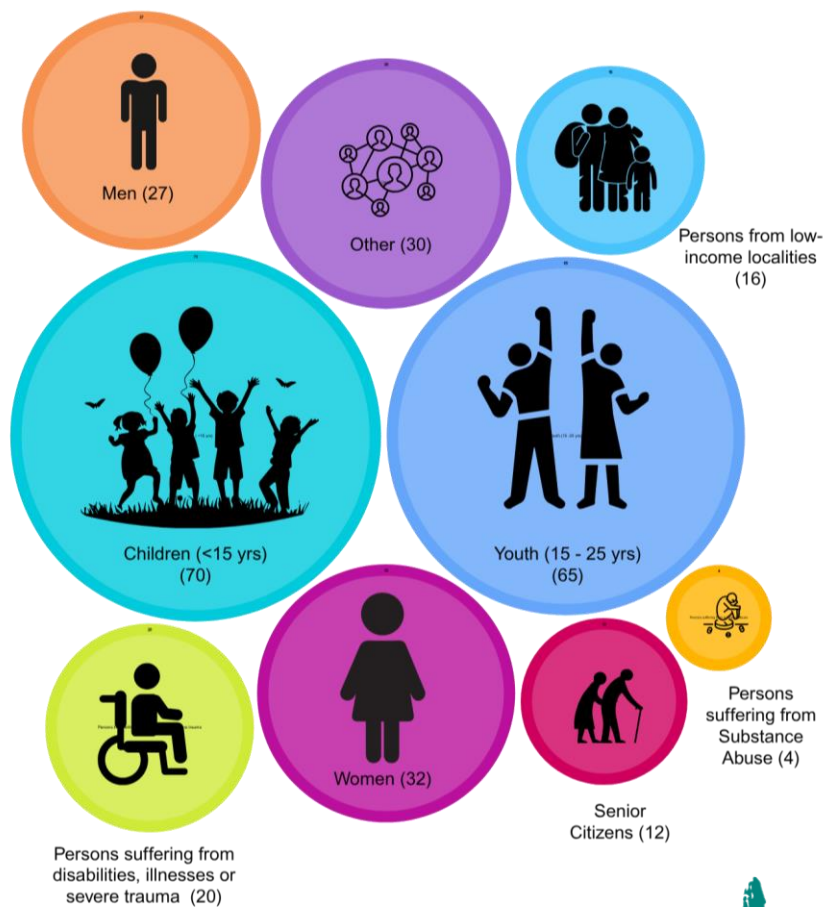 Men (27)
Other (30)
Persons from low-
income localities
(16)
Children (<15 yrs)
(70)
Youth (15 - 25 yrs)
(65)
Persons suffering from
disabilities, illnesses or
severe trauma (20)
Women (32)
Senior
Citizens (12)
Persons
suffering from
Substance
Abuse (4)